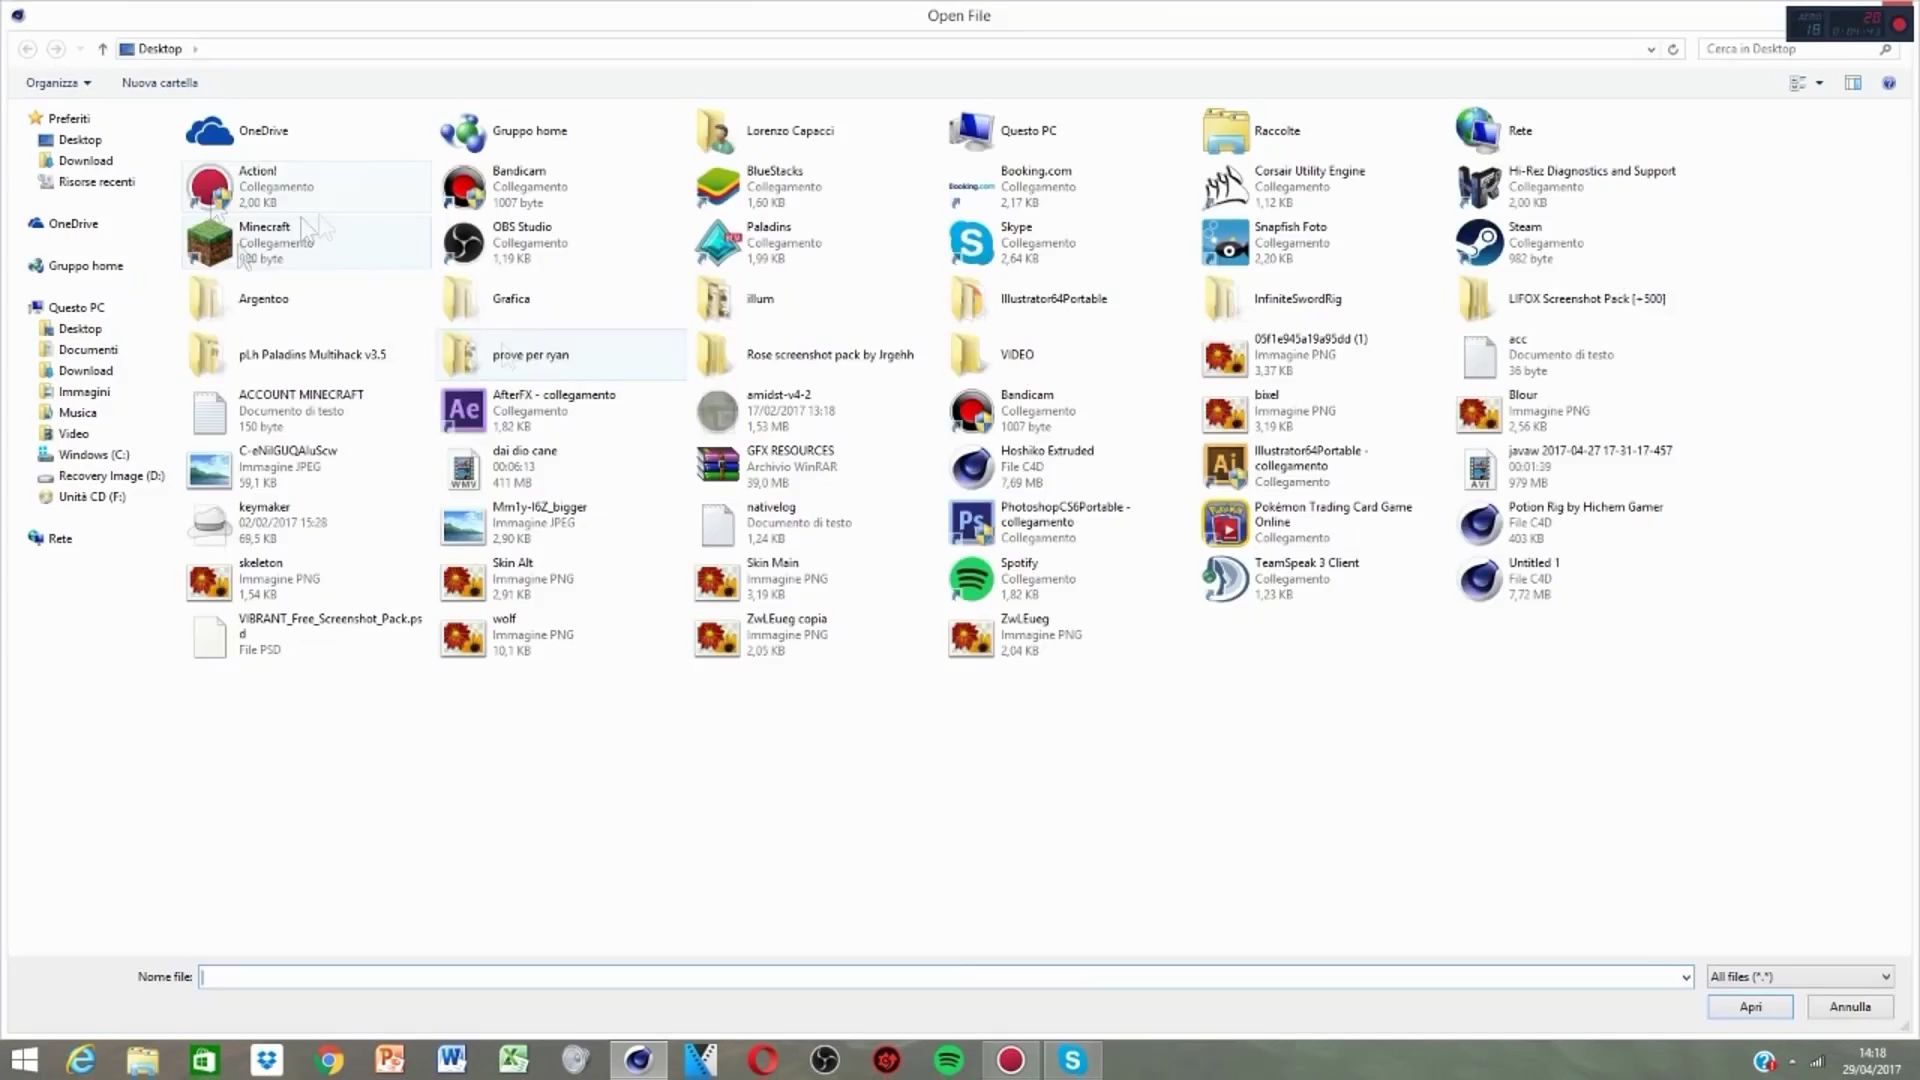 Open File
Desktop
Cerca in Desktop
Organizza
Nuova cartella
Preferiti
Desktop
Download
Risorse recenti
OneDrive
Gruppo home
Questo PC
Desktop
Documenti
Download
Immagini
Musica
Video
Windows (C:)
Recovery Image (D:)
Unità CD (F:)
Rete
OneDrive
Gruppo home
Lorenzo Capacci
Questo PC
Raccolte
Rete
Action!
Collegamento
2,00 KB
Bandicam
Collegamento
1007 byte
BlueStacks
Collegamento
1,60 KB
Booking.com
Booking.com
Collegamento
2,17 KB
Corsair Utility Engine
Collegamento
1,12 KB
Hi-Rez Diagnostics and Support
Collegamento
2,00 KB
Minecraft
Collegamento
byte
OBS Studio
Collegamento
1,19 KB
Paladins
Collegamento
1,99 KB
Skype
Collegamento
2,64 KB
Snapfish Foto
Collegamento
2,20 KB
Steam
Collegamento
982 byte
Argentoo
Grafica
illum
Illustrator64Portable
InfiniteSwordRig
LIFOX Screenshot Pack [+500]
pLh Paladins Multihack v3.5
prove per ryan
Rose screenshot pack by Jrgehh
VIDEO
05f1e945a19a95dd (1)
Immagine PNG
3,37 KB
acc
Documento di testo
36 byte
ACCOUNT MINECRAFT
Documento di testo
150 byte
Ae
AfterFX - collegamento
Collegamento
1,82 KB
amidst-v4-2
17/02/2017 13:18
1,53 MB
Bandicam
Collegamento
1007 byte
bixel
Immagine PNG
3,19 KB
Blour
Immagine PNG
2,56 KB
C-eNiIGUQAIuScw
Immagine JPEG
59,1 KB
WMV
dai dio cane
00:06:13
411 MB
GFX RESOURCES
Archivio WinRAR
39,0 MB
Hoshiko Extruded
File C4D
7,69 MB
Ai
Illustrator64Portable -
collegamento
Collegamento
AVI
javaw 2017-04-27 17-31-17-457
00:01:39
979 MB
keymaker
02/02/2017 15:28
69,5 KB
Mm1y-I6Z_bigger
Immagine JPEG
2,90 KB
nativelog
Documento di testo
1,24 KB
Ps
PhotoshopCS6Portable -
collegamento
Collegamento
Pokémon Trading Card Game
Online
Collegamento
Potion Rig by Hichem Gamer
File C4D
403 KB
skeleton
Immagine PNG
1,54 KB
Skin Alt
Immagine PNG
2,91 KB
Skin Main
Immagine PNG
3,19 KB
Spotify
Collegamento
1,82 KB
TeamSpeak 3 Client
Collegamento
1,23 KB
Untitled 1
File C4D
7,72 MB
VIBRANT_Free_Screenshot_Pack.ps
d
File PSD
wolf
Immagine PNG
10,1 KB
ZwLEueg copia
Immagine PNG
2,05 KB
ZwLEueg
Immagine PNG
2,04 KB
Nome file:
All files (*.*)
Apri
Annulla
14:18
29/04/2017